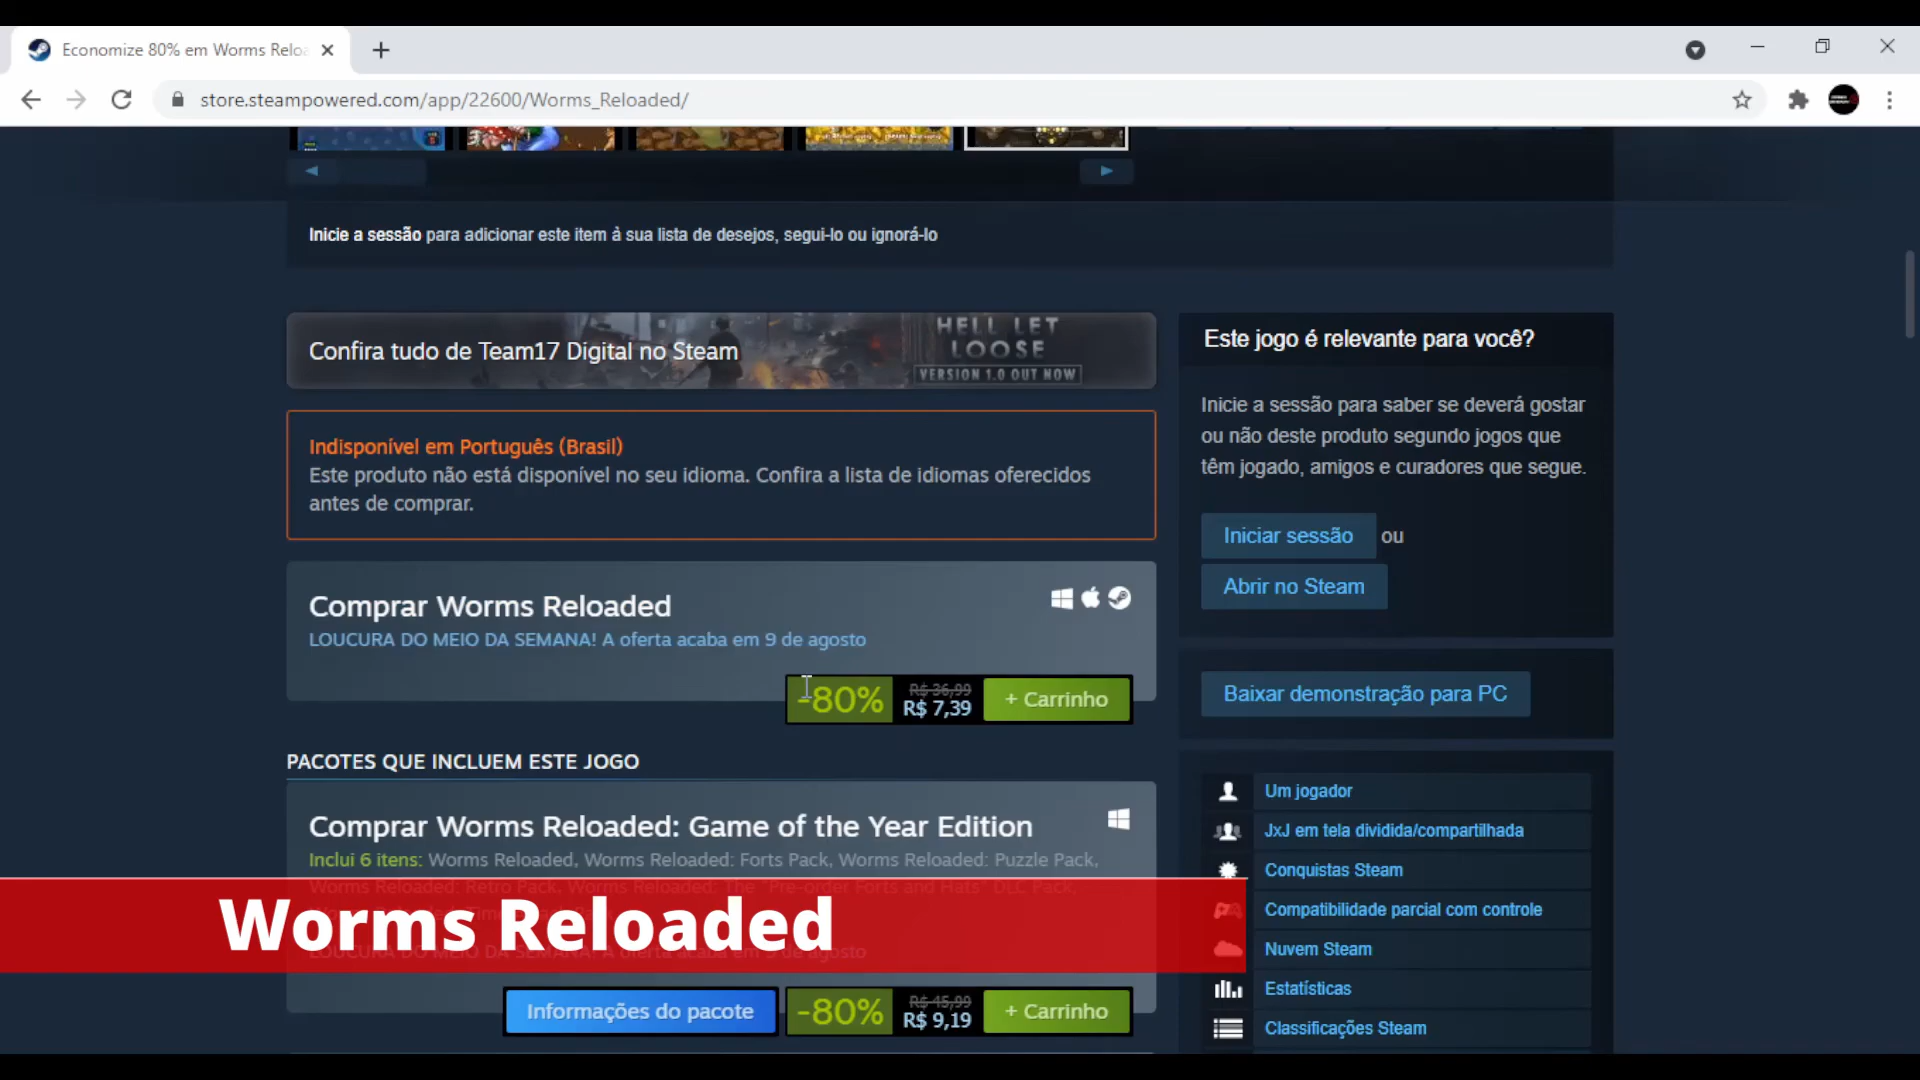 Economize 80% em Worms Relo
store.steampowered.com/app/22600/Worms_Reloaded/
Inicie a sessão para adicionar este item à sua lista de desejos, segui-lo ou ignorá-lo
Confira tudo de Team17 Digital no Steam
HELL LET
LOOSE
VERSION 1.0 OUT NOW
Indisponível em Português (Brasil)
Este produto não está disponível no seu idioma. Confira a lista de idiomas oferecidos
antes de comprar.
Comprar Worms Reloaded
LOUCURA DO MEIO DA SEMANA! A oferta acaba em 9 de agosto
-80%
R$ 36,99
R$ 7,39
+ Carrinho
PACOTES QUE INCLUEM ESTE JOGO
Comprar Worms Reloaded: Game of the Year Edition
Inclui 6 itens: Worms Reloaded, Worms Reloaded: Forts Pack, Worms Reloaded: Puzzle Pack,
Worms Reloaded: Retro Pack, Worms Reloaded: The "Pre-order Forts and Hats" DLC Pack,
Worms Reloaded
LOUCURA DO MEIO DA SEMANA! A oferta acaba em 9 de agosto
Informações do pacote
-80%
R$ 45,99
R$ 9,19
+ Carrinho
Este jogo é relevante para você?
Inicie a sessão para saber se deverá gostar
ou não deste produto segundo jogos que
têm jogado, amigos e curadores que segue.
Iniciar sessão ou
Abrir no Steam
Baixar demonstração para PC
Um jogador
JxJ em tela dividida/compartilhada
Conquistas Steam
Compatibilidade parcial com controle
Nuvem Steam
Estatísticas
Classificações Steam